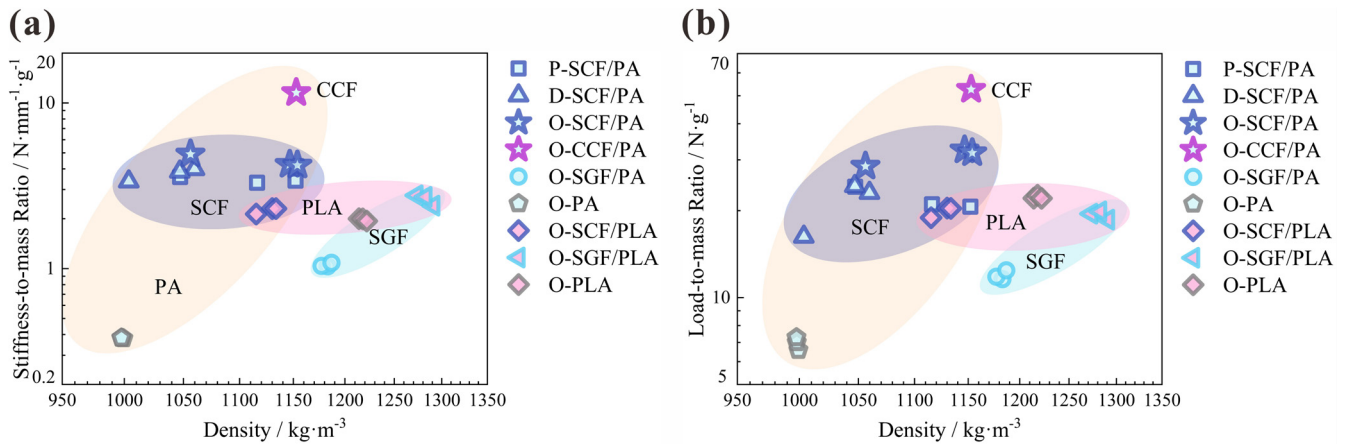 (a)
Stiffness-to-mass Ratio / N·mm⁻¹·g⁻¹
20
10
1
0.2
CCF
SCF
PLA
SGF
PA
950 1000 1050 1100 1150 1200 1250 1300 1350
Density / kg·m⁻³
P-SCF/PA
D-SCF/PA
O-SCF/PA
O-CCF/PA
O-SGF/PA
O-PA
O-SCF/PLA
O-SGF/PLA
O-PLA
(b)
Load-to-mass Ratio / N·g⁻¹
70
10
5
CCF
SCF
PLA
SGF
PA
950 1000 1050 1100 1150 1200 1250 1300 1350
Density / kg·m⁻³
P-SCF/PA
D-SCF/PA
O-SCF/PA
O-CCF/PA
O-SGF/PA
O-PA
O-SCF/PLA
O-SGF/PLA
O-PLA